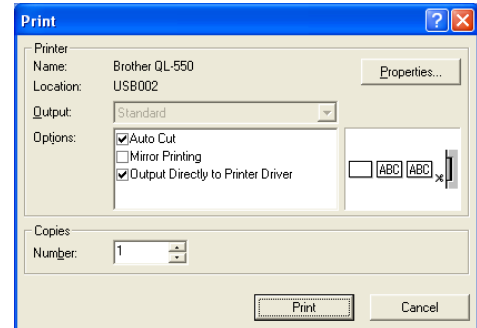 Print
Printer
Name: Brother QL-550
Properties...
Location: USB002
Output: Standard
Options:
Auto Cut
Mirror Printing
Output Directly to Printer Driver
ABC ABC
Copies
Number: 1
Print Cancel